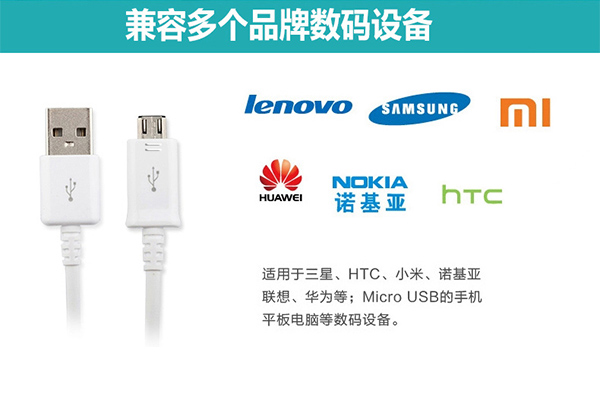 兼容多个品牌数码设备
lenovo
SAMSUNG
MI
HUAWEI
NOKIA
诺基亚
hTC
适用于三星、HTC、小米、诺基亚
联想、华为等；Micro USB的手机
平板电脑等数码设备。